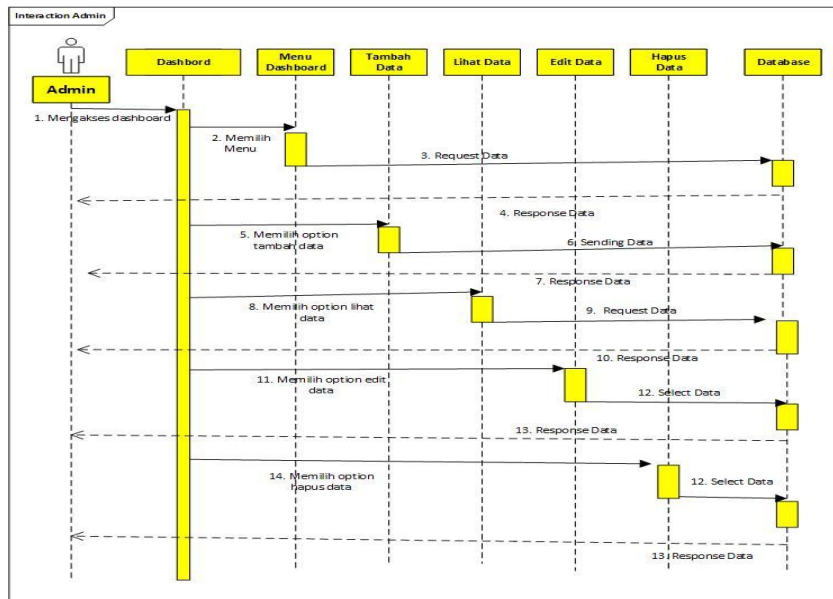 Interaction Admin
Admin
Dashbord
Menu
Dashboard
Tambah
Data
Lihat Data
Edit Data
Hapus
Data
Database
1. Mengakses dashboard
2. Memilih
Menu
3. Request Data
4. Response Data
5. Memilih option
tambah data
6. Sending Data
7. Response Data
8. Memilih option lihat
data
9. Request Data
10. Response Data
11. Memilih option edit
data
12. Select Data
13. Response Data
14. Memilih option
hapus data
12. Select Data
13. Response Data